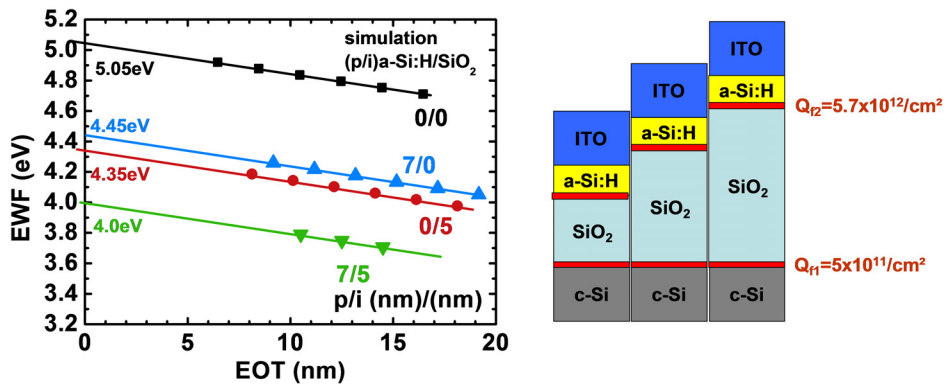 EWF (eV)
5.2
5.0
4.8
4.6
4.4
4.2
4.0
3.8
3.6
3.4
3.2
simulation
(p/i)a-Si:H/SiO₂
5.05eV
0/0
4.45eV
7/0
4.35eV
0/5
4.0eV
7/5
p/i (nm)/(nm)
0 5 10 15 20
EOT (nm)
ITO
a-Si:H
SiO₂
c-Si
ITO
a-Si:H
SiO₂
c-Si
ITO
a-Si:H
SiO₂
c-Si
Qf2=5.7x10¹²/cm²
Qf1=5x10¹¹/cm²